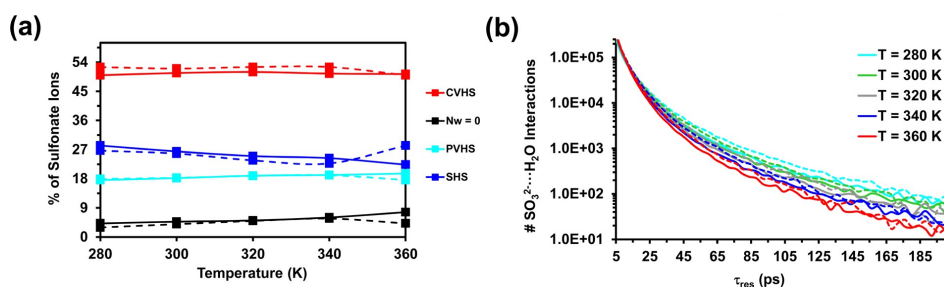 (a)
% of Sulfonate Ions
54
45
36
27
18
9
0
280 300 320 340 360
Temperature (K)
CVHS
Nw = 0
PVHS
SHS
(b)
# SO₃²⁻···H₂O Interactions
1.0E+05
1.0E+04
1.0E+03
1.0E+02
1.0E+01
5 25 45 65 85 105 125 145 165 185
τres (ps)
T = 280 K
T = 300 K
T = 320 K
T = 340 K
T = 360 K